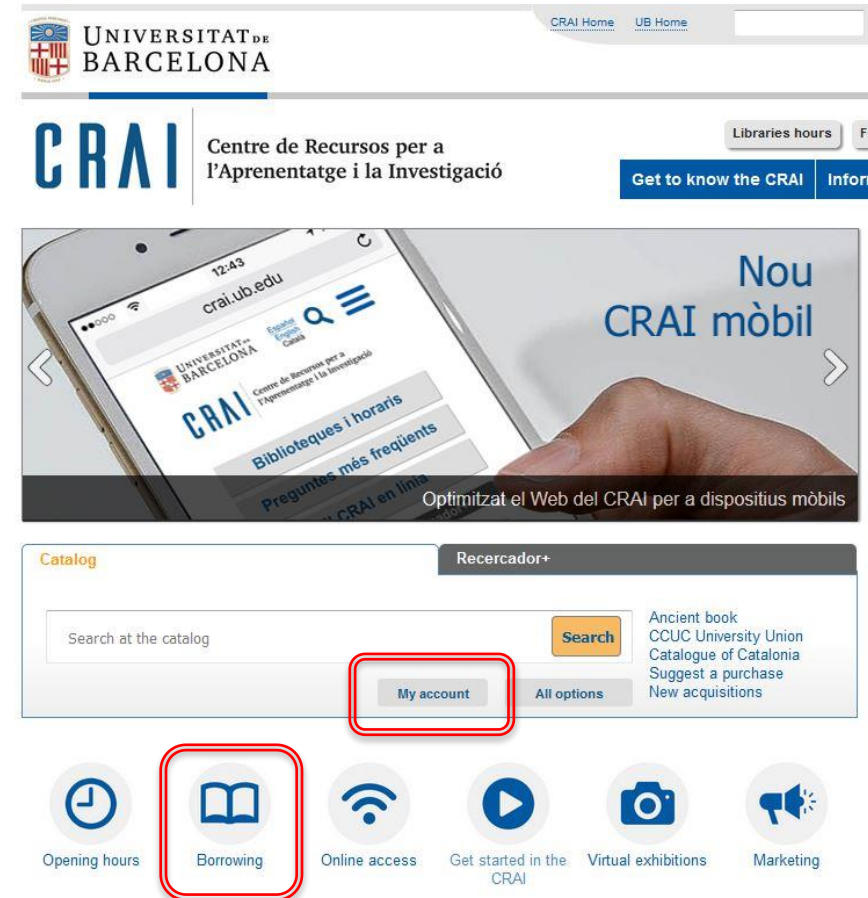 CRAI Home UB Home
UNIVERSITAT DE
BARCELONA
CRAI
Centre de Recursos per a
l'Aprenentatge i la Investigació
Libraries hours F
Get to know the CRAI Infor
12:43
crai.ub.edu
UNIVERSITAT DE
BARCELONA
Español
English
Català
CRAI
Centre de Recursos per a
l'Aprenentatge i la Investigació
Biblioteques i horaris
Preguntes més freqüents
CRAI en línia
Nou
CRAI mòbil
Optimitzat el Web del CRAI per a dispositius mòbils
Catalog Recercador+
Search at the catalog Search
My account All options
Ancient book
CCUC University Union
Catalogue of Catalonia
Suggest a purchase
New acquisitions
Opening hours Borrowing Online access Get started in the Virtual exhibitions Marketing
CRAI